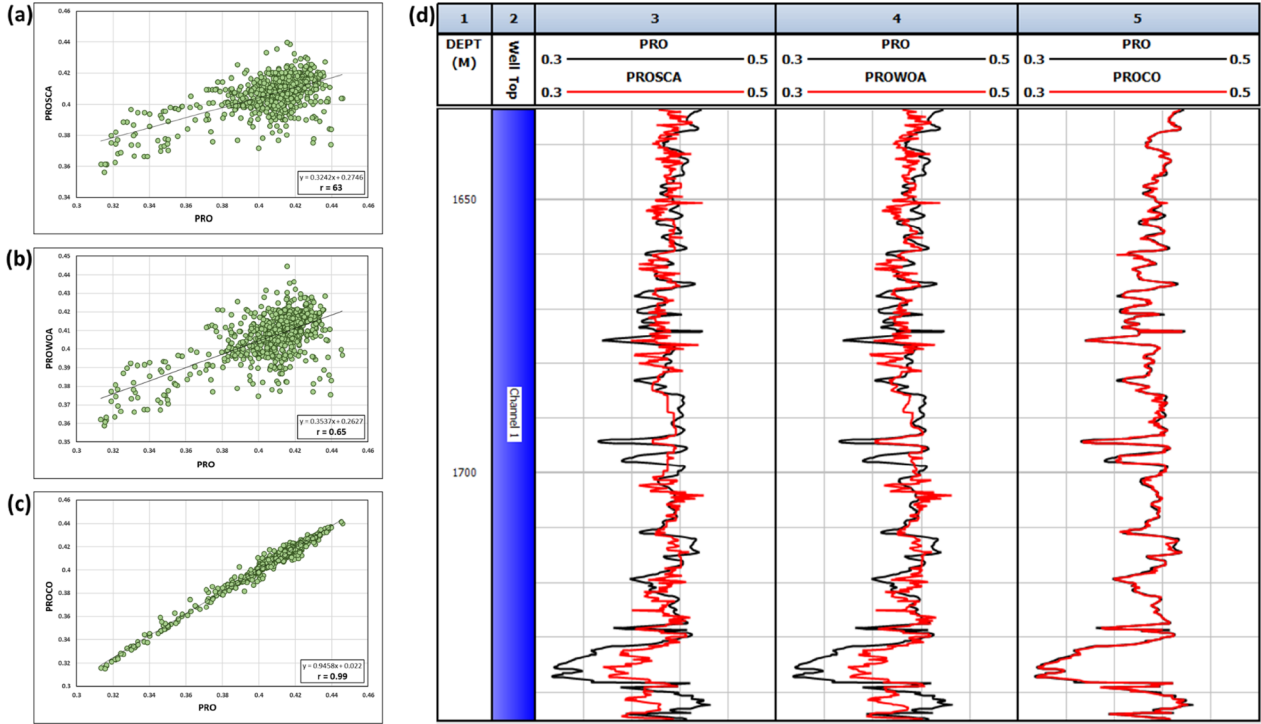 (a)
0.46
0.44
0.42
0.4
0.38
0.36
0.34
0.3 0.32 0.34 0.36 0.38 0.4 0.42 0.44 0.46
PROSCA
PRO
y = 0.3242x + 0.2746
r = 63
(b)
0.45
0.44
0.43
0.42
0.41
0.4
0.39
0.38
0.37
0.36
0.35
0.3 0.32 0.34 0.36 0.38 0.4 0.42 0.44 0.46
PROWOA
PRO
y = 0.3537x + 0.2627
r = 0.65
(c)
0.46
0.44
0.42
0.4
0.38
0.36
0.34
0.32
0.3
0.3 0.32 0.34 0.36 0.38 0.4 0.42 0.44 0.46
PROCO
PRO
y = 0.9458x + 0.022
r = 0.99
(d)
1 2 3 4 5
DEPT
(M)
Well Top
PRO
0.3 0.5
PROSCA
0.3 0.5
PRO
0.3 0.5
PROWOA
0.3 0.5
PRO
0.3 0.5
PROCO
0.3 0.5
1650
Channel 1
1700